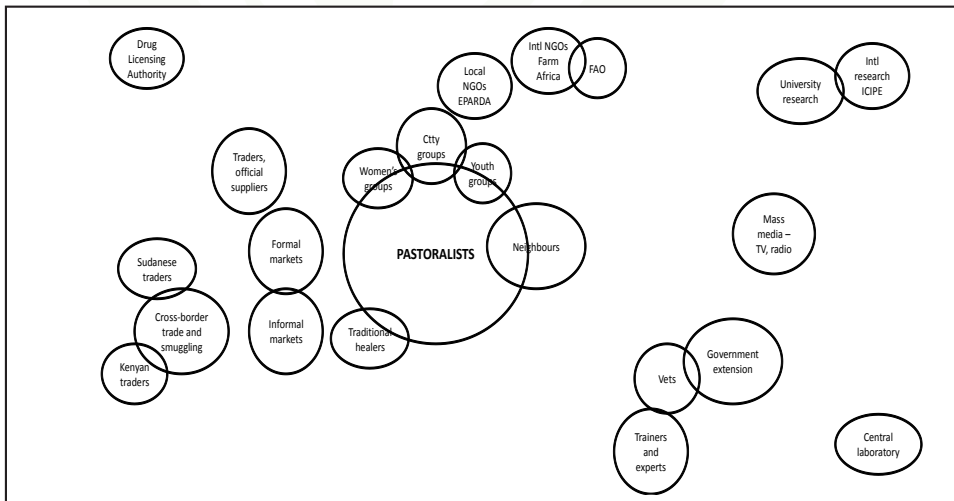 Drug
Licensing
Authority
Intl NGOs
Farm
Africa
FAO
Local
NGOs
EPARDA
University
research
Intl
research
ICIPE
Ctty
groups
Women's
groups
Youth
groups
Traders,
official
suppliers
Formal
markets
PASTORALISTS
Neighbours
Mass
media –
TV, radio
Sudanese
traders
Cross-border
trade and
smuggling
Kenyan
traders
Informal
markets
Traditional
healers
Vets
Government
extension
Trainers
and
experts
Central
laboratory